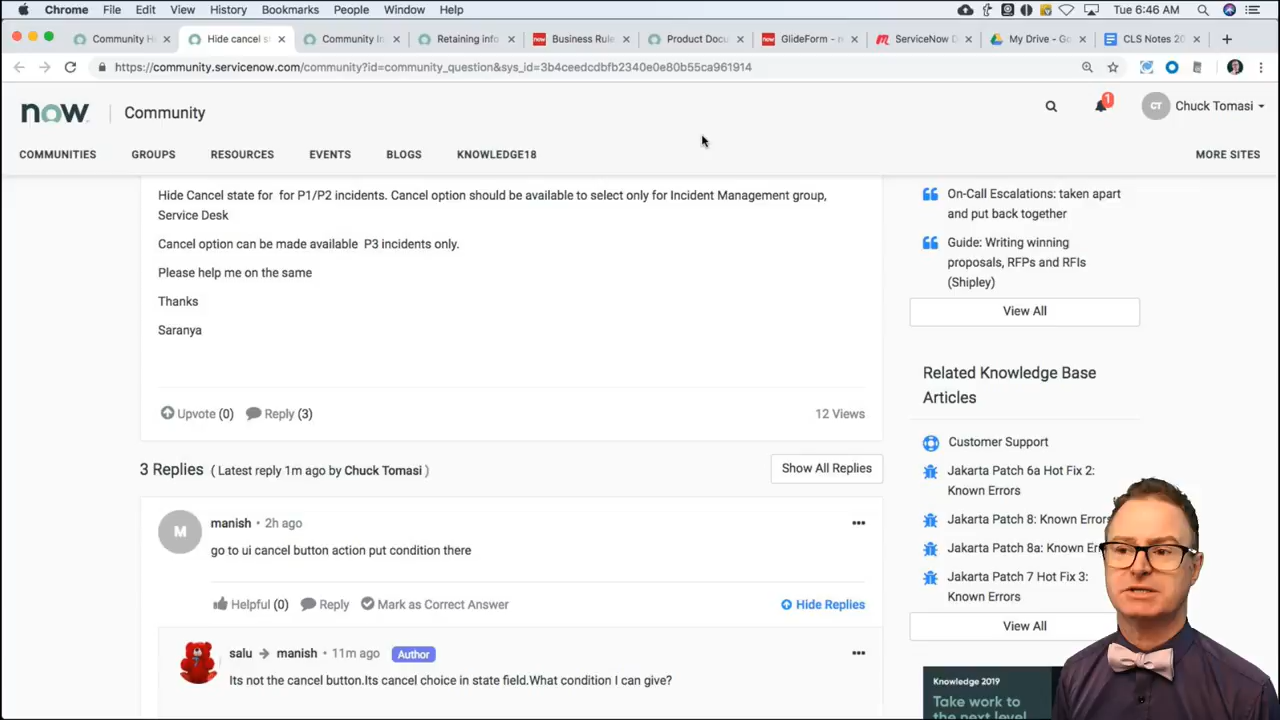 Chrome File Edit View History Bookmarks People Window Help Tue 6:46 AM
Community H
Hide cancel s
Community In
Retaining info
Business Rule
Product Docu
GlideForm - n
ServiceNow D
My Drive - Go
CLS Notes 20
https://community.servicenow.com/community?id=community_question&sys_id=3b4ceedcdbfb2340e0e80b55ca961914
now Community
1
CT Chuck Tomasi
COMMUNITIES GROUPS RESOURCES EVENTS BLOGS KNOWLEDGE18 MORE SITES
Hide Cancel state for for P1/P2 incidents. Cancel option should be available to select only for Incident Management group,
Service Desk
Cancel option can be made available P3 incidents only.
Please help me on the same
Thanks
Saranya
Upvote (0) Reply (3) 12 Views
3 Replies ( Latest reply 1m ago by Chuck Tomasi ) Show All Replies
M
manish • 2h ago
go to ui cancel button action put condition there
Helpful (0) Reply Mark as Correct Answer Hide Replies
salu manish • 11m ago Author
Its not the cancel button.Its cancel choice in state field.What condition I can give?
On-Call Escalations: taken apart
and put back together
Guide: Writing winning
proposals, RFPs and RFIs
(Shipley)
View All
Related Knowledge Base
Articles
Customer Support
Jakarta Patch 6a Hot Fix 2:
Known Errors
Jakarta Patch 8: Known Errors
Jakarta Patch 8a: Known Er
Jakarta Patch 7 Hot Fix 3:
Known Errors
View All
Knowledge 2019
Take work to
the next level